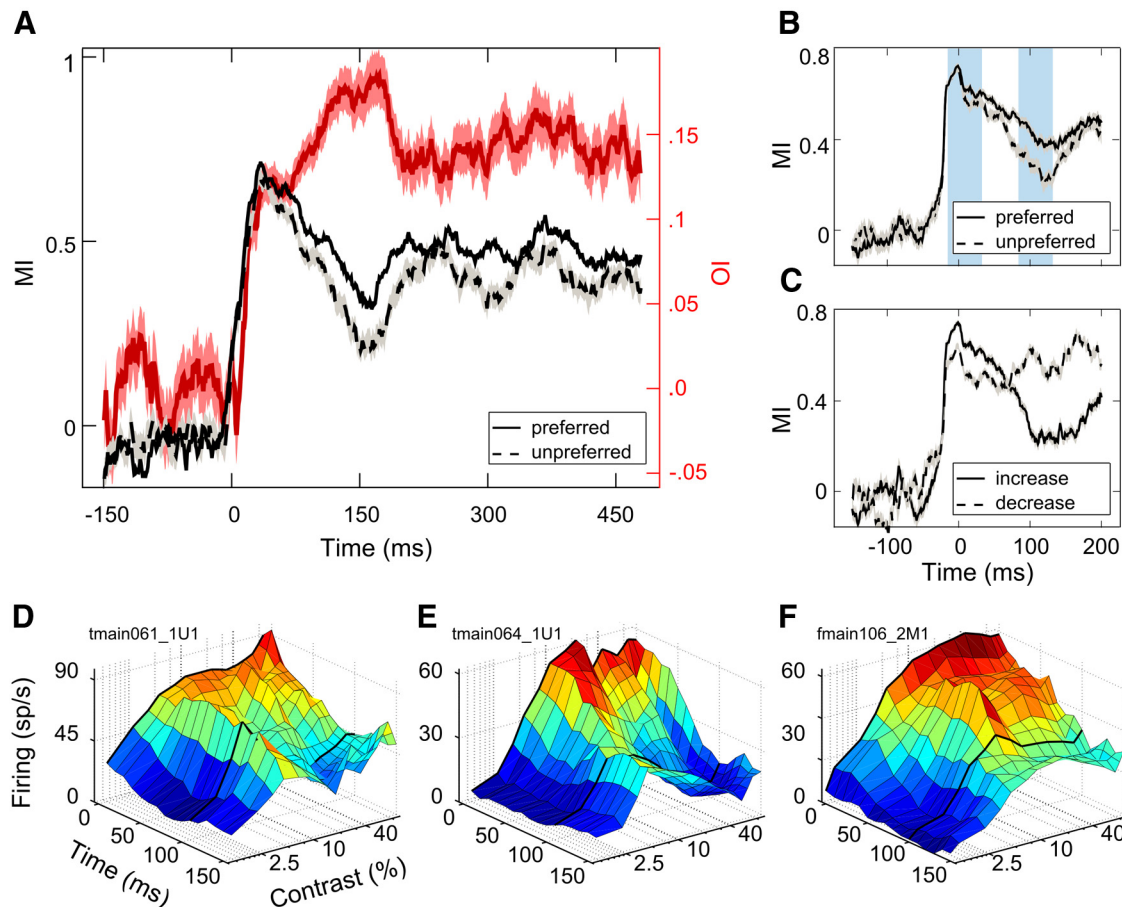 A
1
0.5
0
MI
.15
.1
.05
0.0
-.05
OI
preferred
unpreferred
-150 0 150 300 450
Time (ms)
B
0.8
0.4
0
MI
preferred
unpreferred
C
0.8
0.4
0
MI
increase
decrease
-100 0 100 200
Time (ms)
D
tmain061_1U1
90
45
0
Firing (sp/s)
0 50 100 150
Time (ms)
2.5 10 40
Contrast (%)
E
tmain064_1U1
60
30
0
0 50 100 150
2.5 10 40
F
fmain106_2M1
60
30
0
0 50 100 150
2.5 10 40